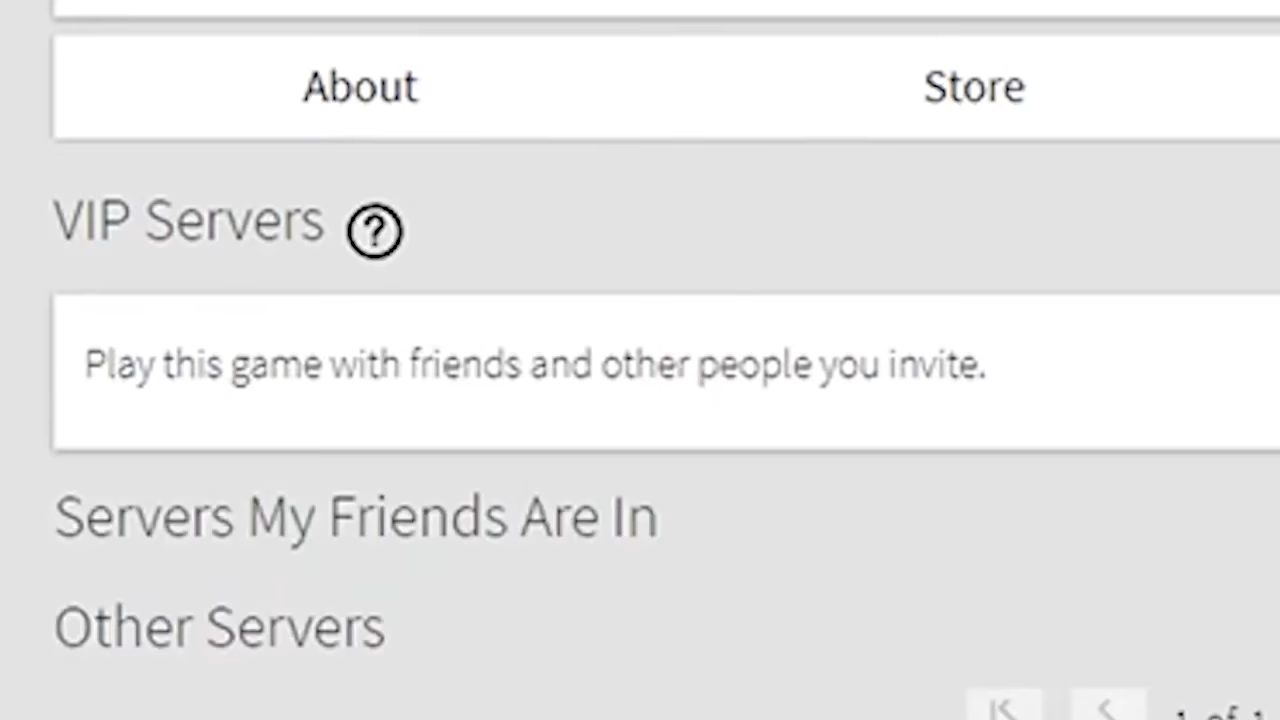 About Store
VIP Servers ?
Play this game with friends and other people you invite.
Servers My Friends Are In
Other Servers